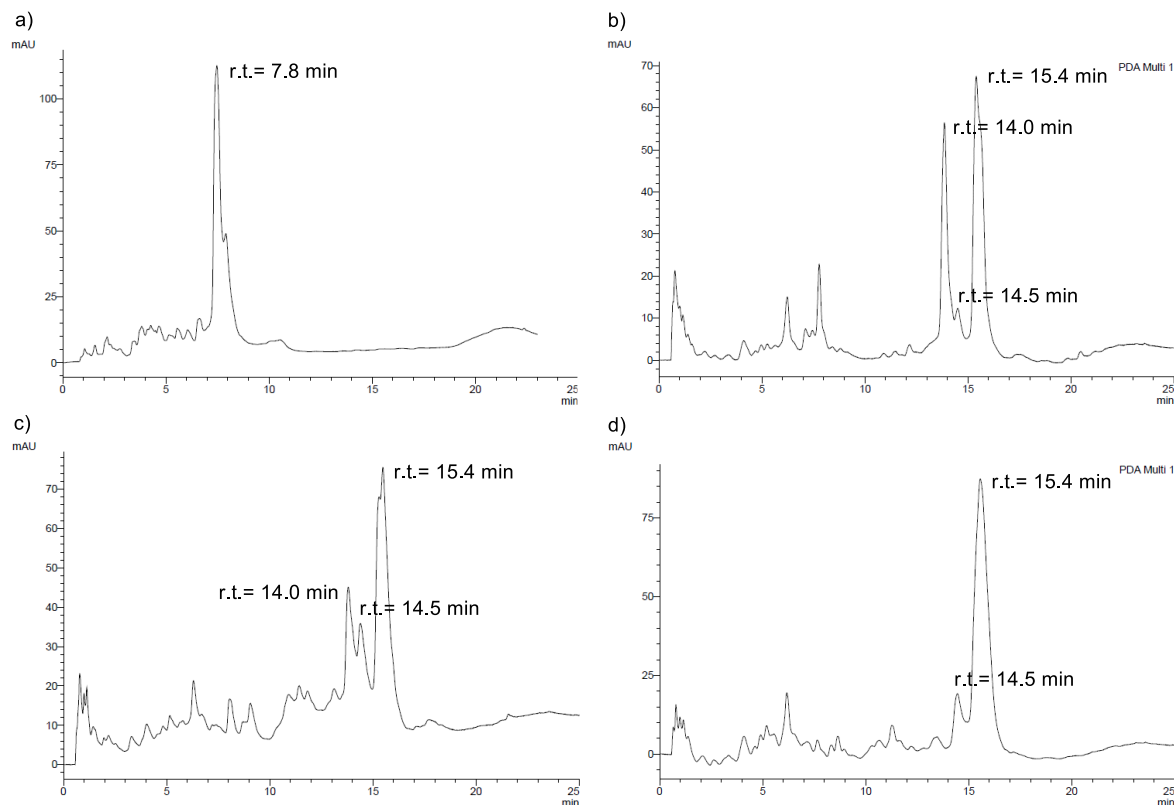 a)
mAU
r.t.= 7.8 min
100
75
50
25
0
0 5 10 15 20 25
min
b)
mAU
PDA Multi 1
70
r.t.= 15.4 min
60
r.t.= 14.0 min
50
40
30
20
r.t.= 14.5 min
10
0
0 5 10 15 20 25
min
c)
mAU
r.t.= 15.4 min
70
60
50
r.t.= 14.0 min
40
r.t.= 14.5 min
30
20
10
0
0 5 10 15 20 25
min
d)
mAU
PDA Multi 1
r.t.= 15.4 min
75
50
25
r.t.= 14.5 min
0
0 5 10 15 20 25
min